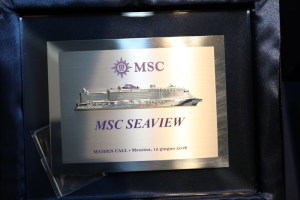 MSC
MSC SEAVIEW
MAIDEN CALL • Messina, 12 giugno 2018